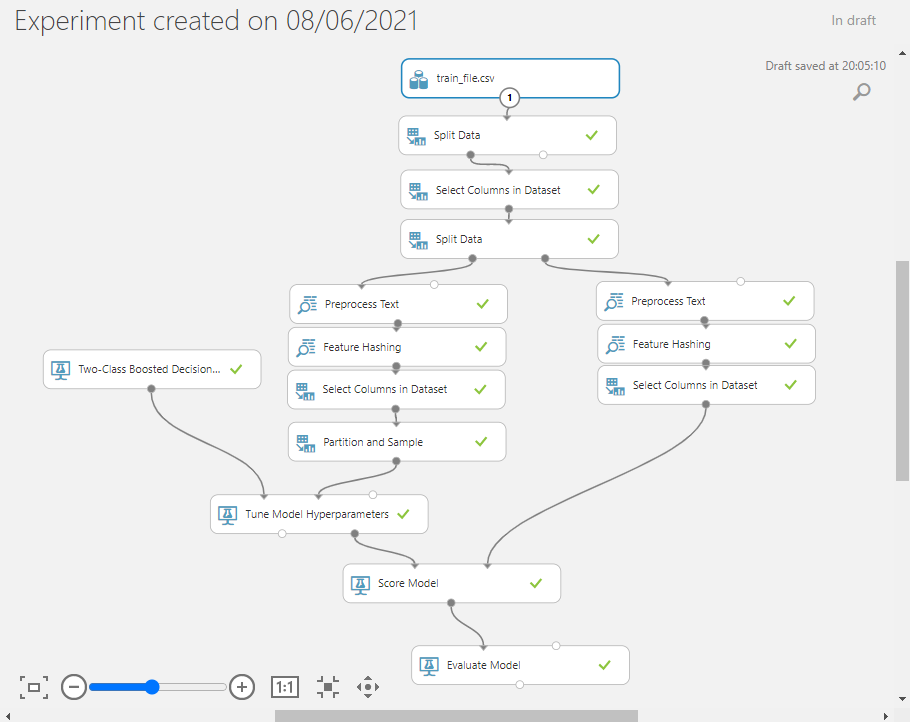 Experiment created on 08/06/2021
In draft
Draft saved at 20:05:10
train_file.csv
1
Split Data
Select Columns in Dataset
Split Data
Preprocess Text
Preprocess Text
Feature Hashing
Feature Hashing
Two-Class Boosted Decision...
Select Columns in Dataset
Select Columns in Dataset
Partition and Sample
Tune Model Hyperparameters
Score Model
Evaluate Model
1:1